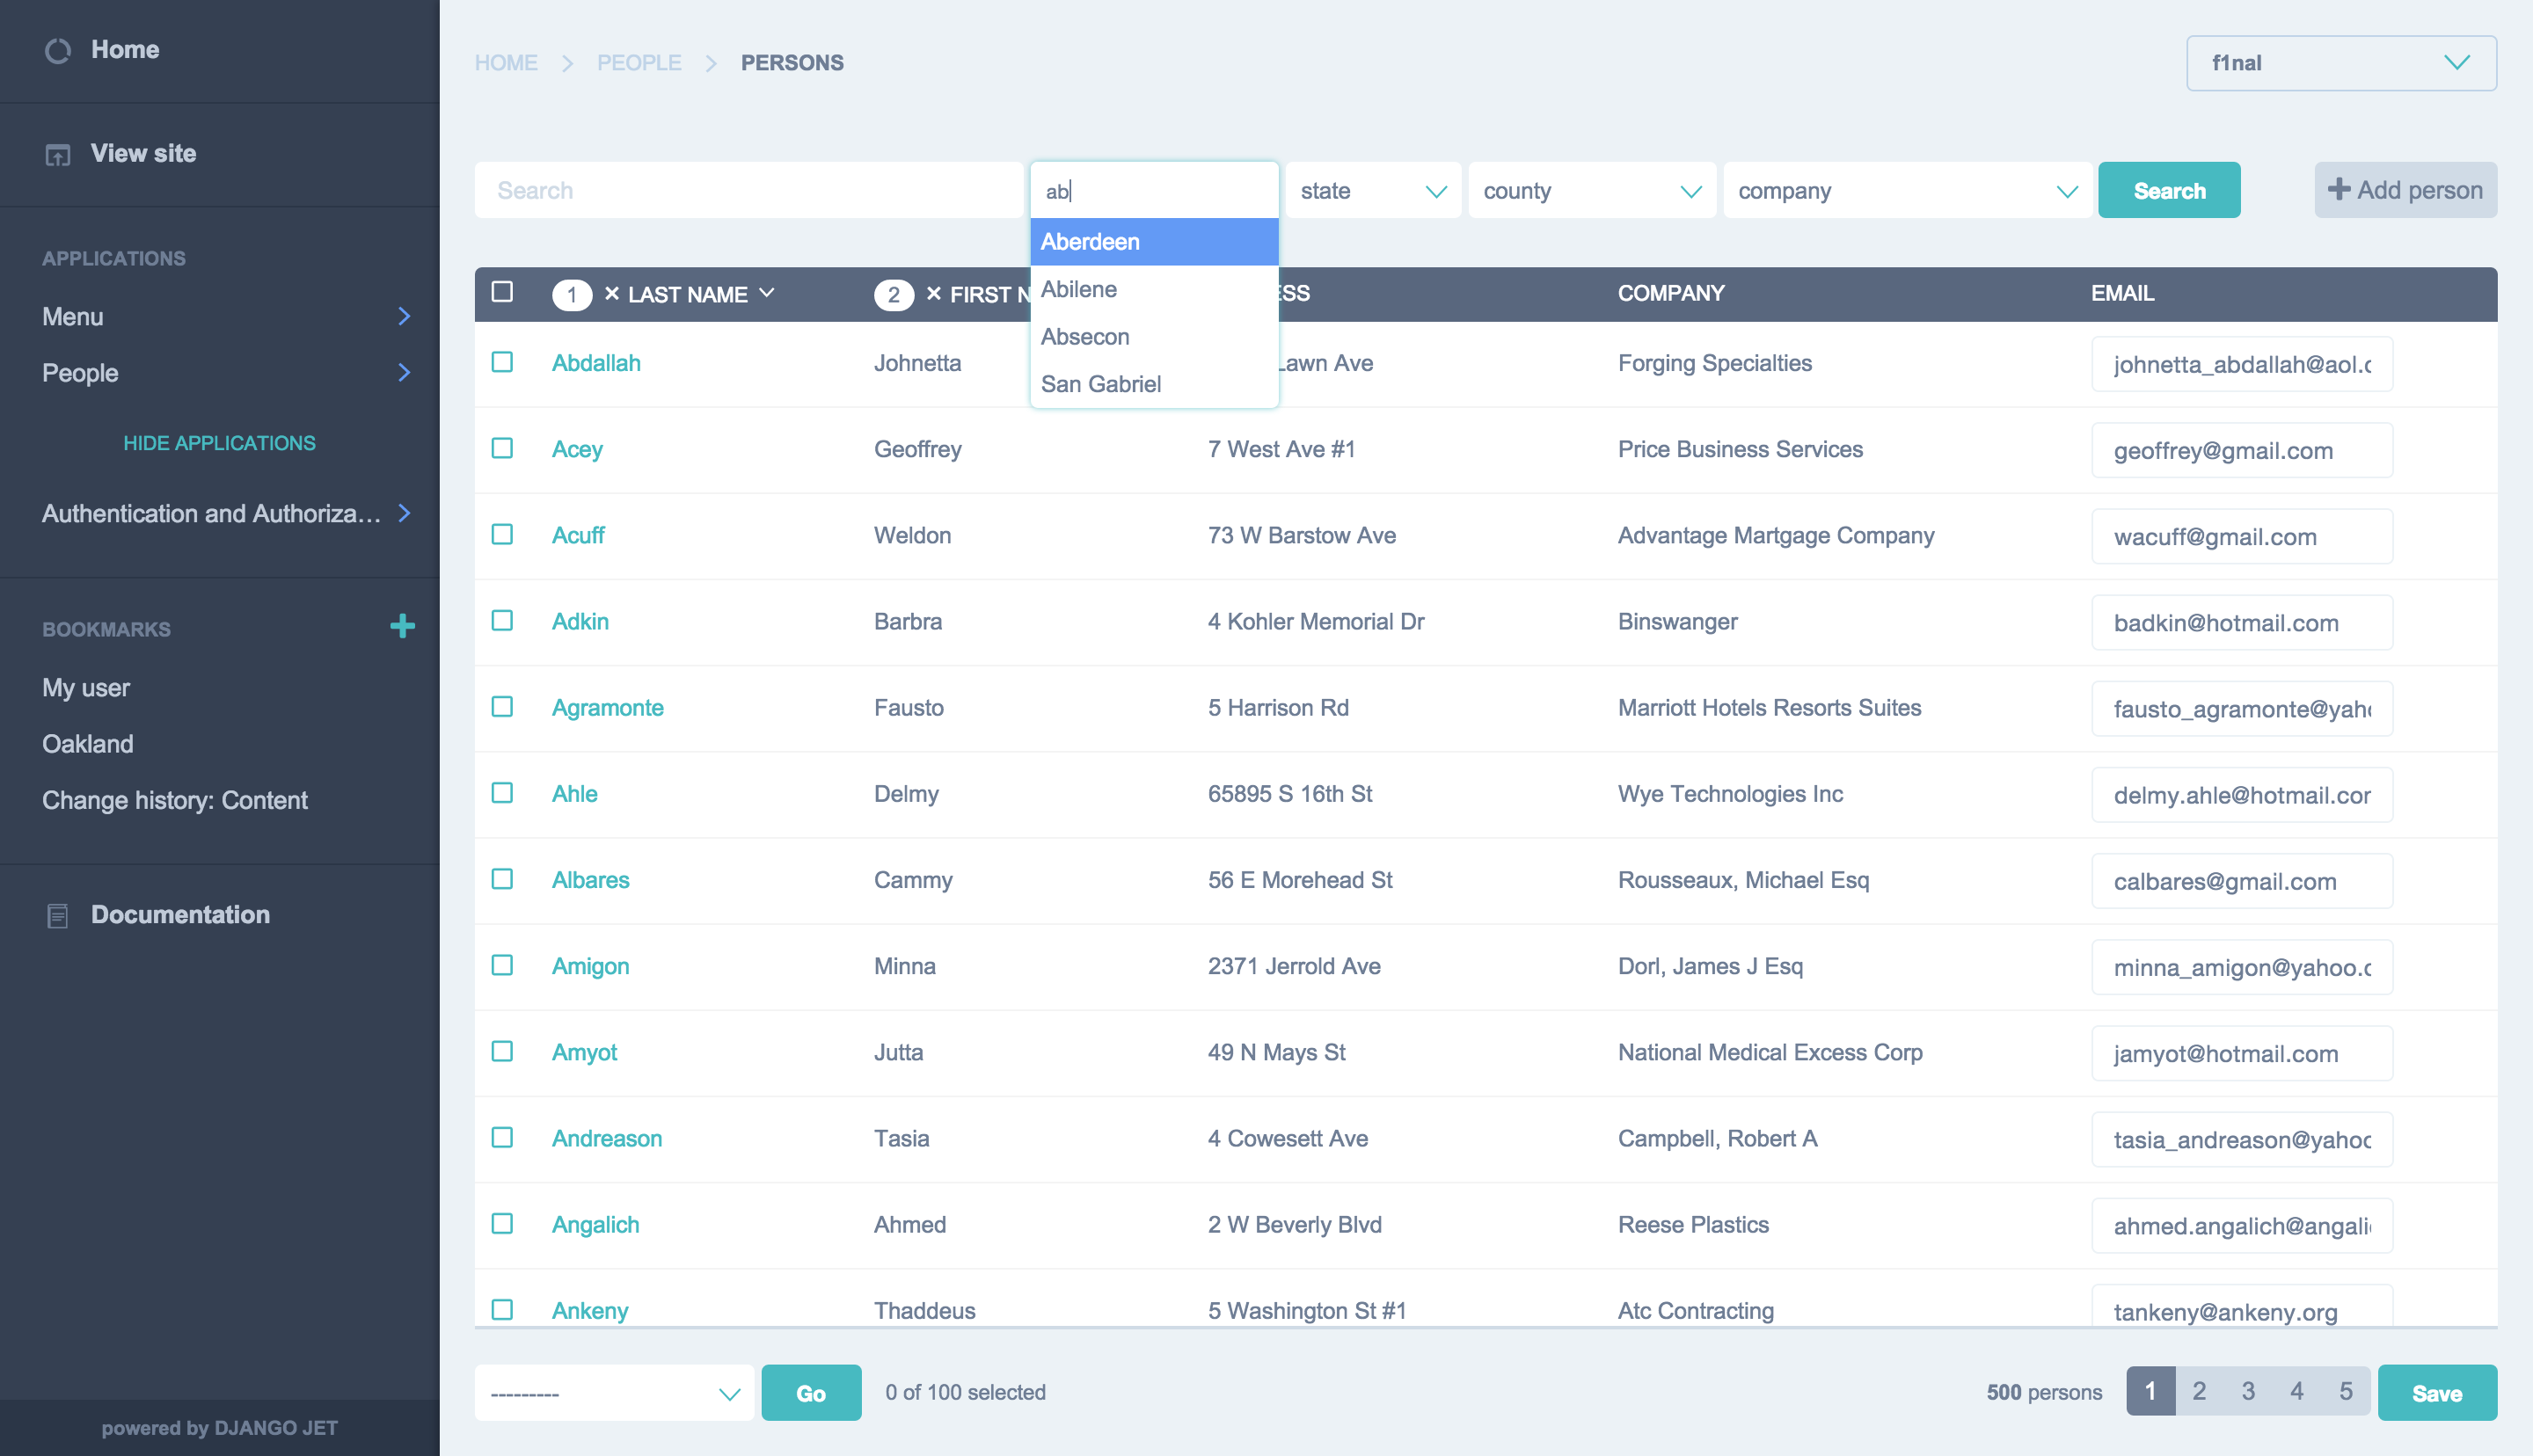 Home
View site
APPLICATIONS
Menu
People
HIDE APPLICATIONS
Authentication and Authoriza...
BOOKMARKS
My user
Oakland
Change history: Content
Documentation
powered by DJANGO JET
HOME PEOPLE PERSONS
f1nal
Search ab state county company Search Add person
Aberdeen
Abilene
Absecon
San Gabriel
1 × LAST NAME 2 × FIRST N ESS COMPANY EMAIL
Abdallah Johnetta Lawn Ave Forging Specialties johnetta_abdallah@aol.c
Acey Geoffrey 7 West Ave #1 Price Business Services geoffrey@gmail.com
Acuff Weldon 73 W Barstow Ave Advantage Martgage Company wacuff@gmail.com
Adkin Barbra 4 Kohler Memorial Dr Binswanger badkin@hotmail.com
Agramonte Fausto 5 Harrison Rd Marriott Hotels Resorts Suites fausto_agramonte@yaho
Ahle Delmy 65895 S 16th St Wye Technologies Inc delmy.ahle@hotmail.cor
Albares Cammy 56 E Morehead St Rousseaux, Michael Esq calbares@gmail.com
Amigon Minna 2371 Jerrold Ave Dorl, James J Esq minna_amigon@yahoo.c
Amyot Jutta 49 N Mays St National Medical Excess Corp jamyot@hotmail.com
Andreason Tasia 4 Cowesett Ave Campbell, Robert A tasia_andreason@yahoc
Angalich Ahmed 2 W Beverly Blvd Reese Plastics ahmed.angalich@angali
Ankeny Thaddeus 5 Washington St #1 Atc Contracting tankeny@ankeny.org
--------- Go 0 of 100 selected 500 persons 1 2 3 4 5 Save